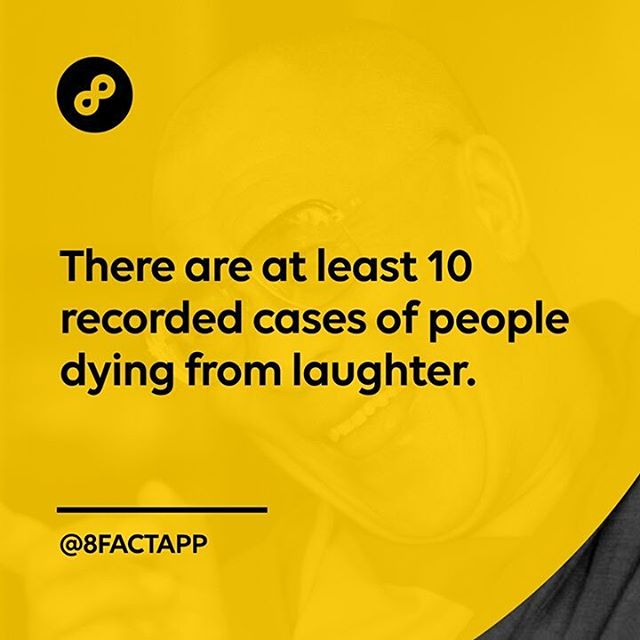 There are at least 10
recorded cases of people
dying from laughter.
@8FACTAPP